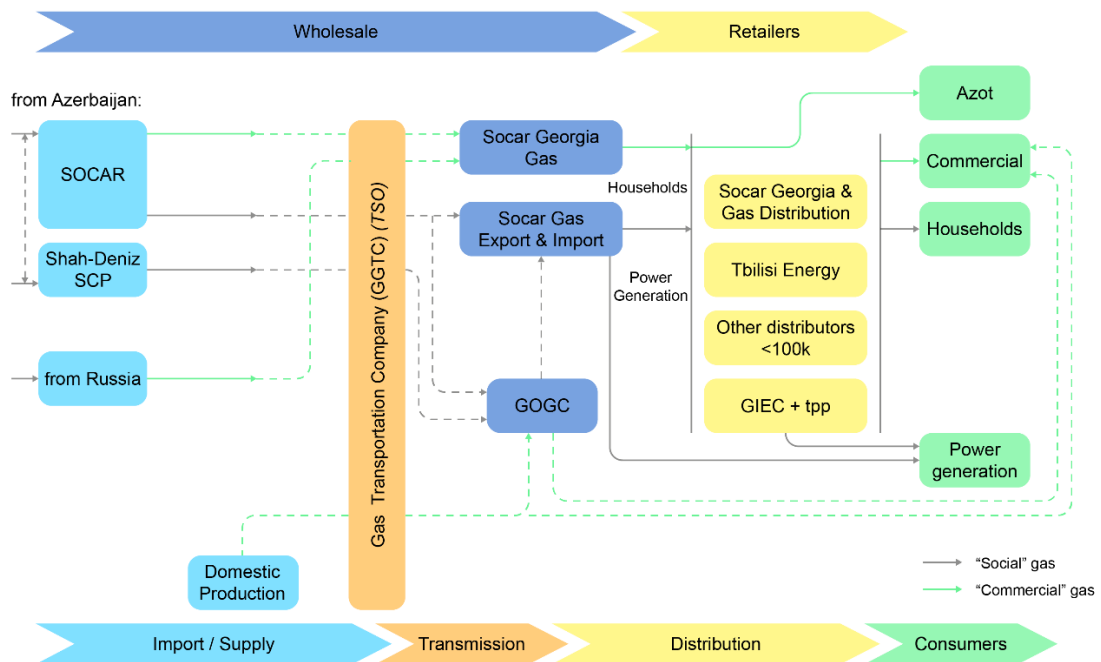 Wholesale
Retailers
from Azerbaijan:
SOCAR
Shah-Deniz
SCP
from Russia
Domestic
Production
Gas Transportation Company (GGTC) (TSO)
Socar Georgia
Gas
Socar Gas
Export & Import
GOGC
Households
Power
Generation
Socar Georgia &
Gas Distribution
Tbilisi Energy
Other distributors
<100k
GIEC + tpp
Azot
Commercial
Households
Power
generation
“Social” gas
“Commercial” gas
Import / Supply
Transmission
Distribution
Consumers